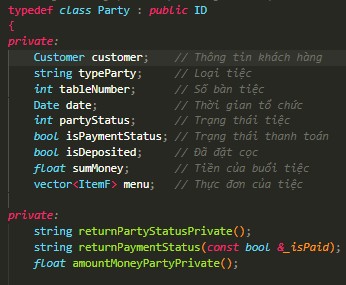 typedef class Party : public ID
{
private:
Customer customer; // Thông tin khách hàng
string typeParty; // Loại tiệc
int tableNumber; // Số bàn tiệc
Date date; // Thời gian tổ chức
int partyStatus; // Trạng thái tiệc
bool isPaymentStatus; // Trạng thái thanh toán
bool isDeposited; // Đã đặt cọc
float sumMoney; // Tiền của buổi tiệc
vector<ItemF> menu; // Thực đơn của tiệc
private:
string returnPartyStatusPrivate();
string returnPaymentStatus(const bool &_isPaid);
float amountMoneyPartyPrivate();